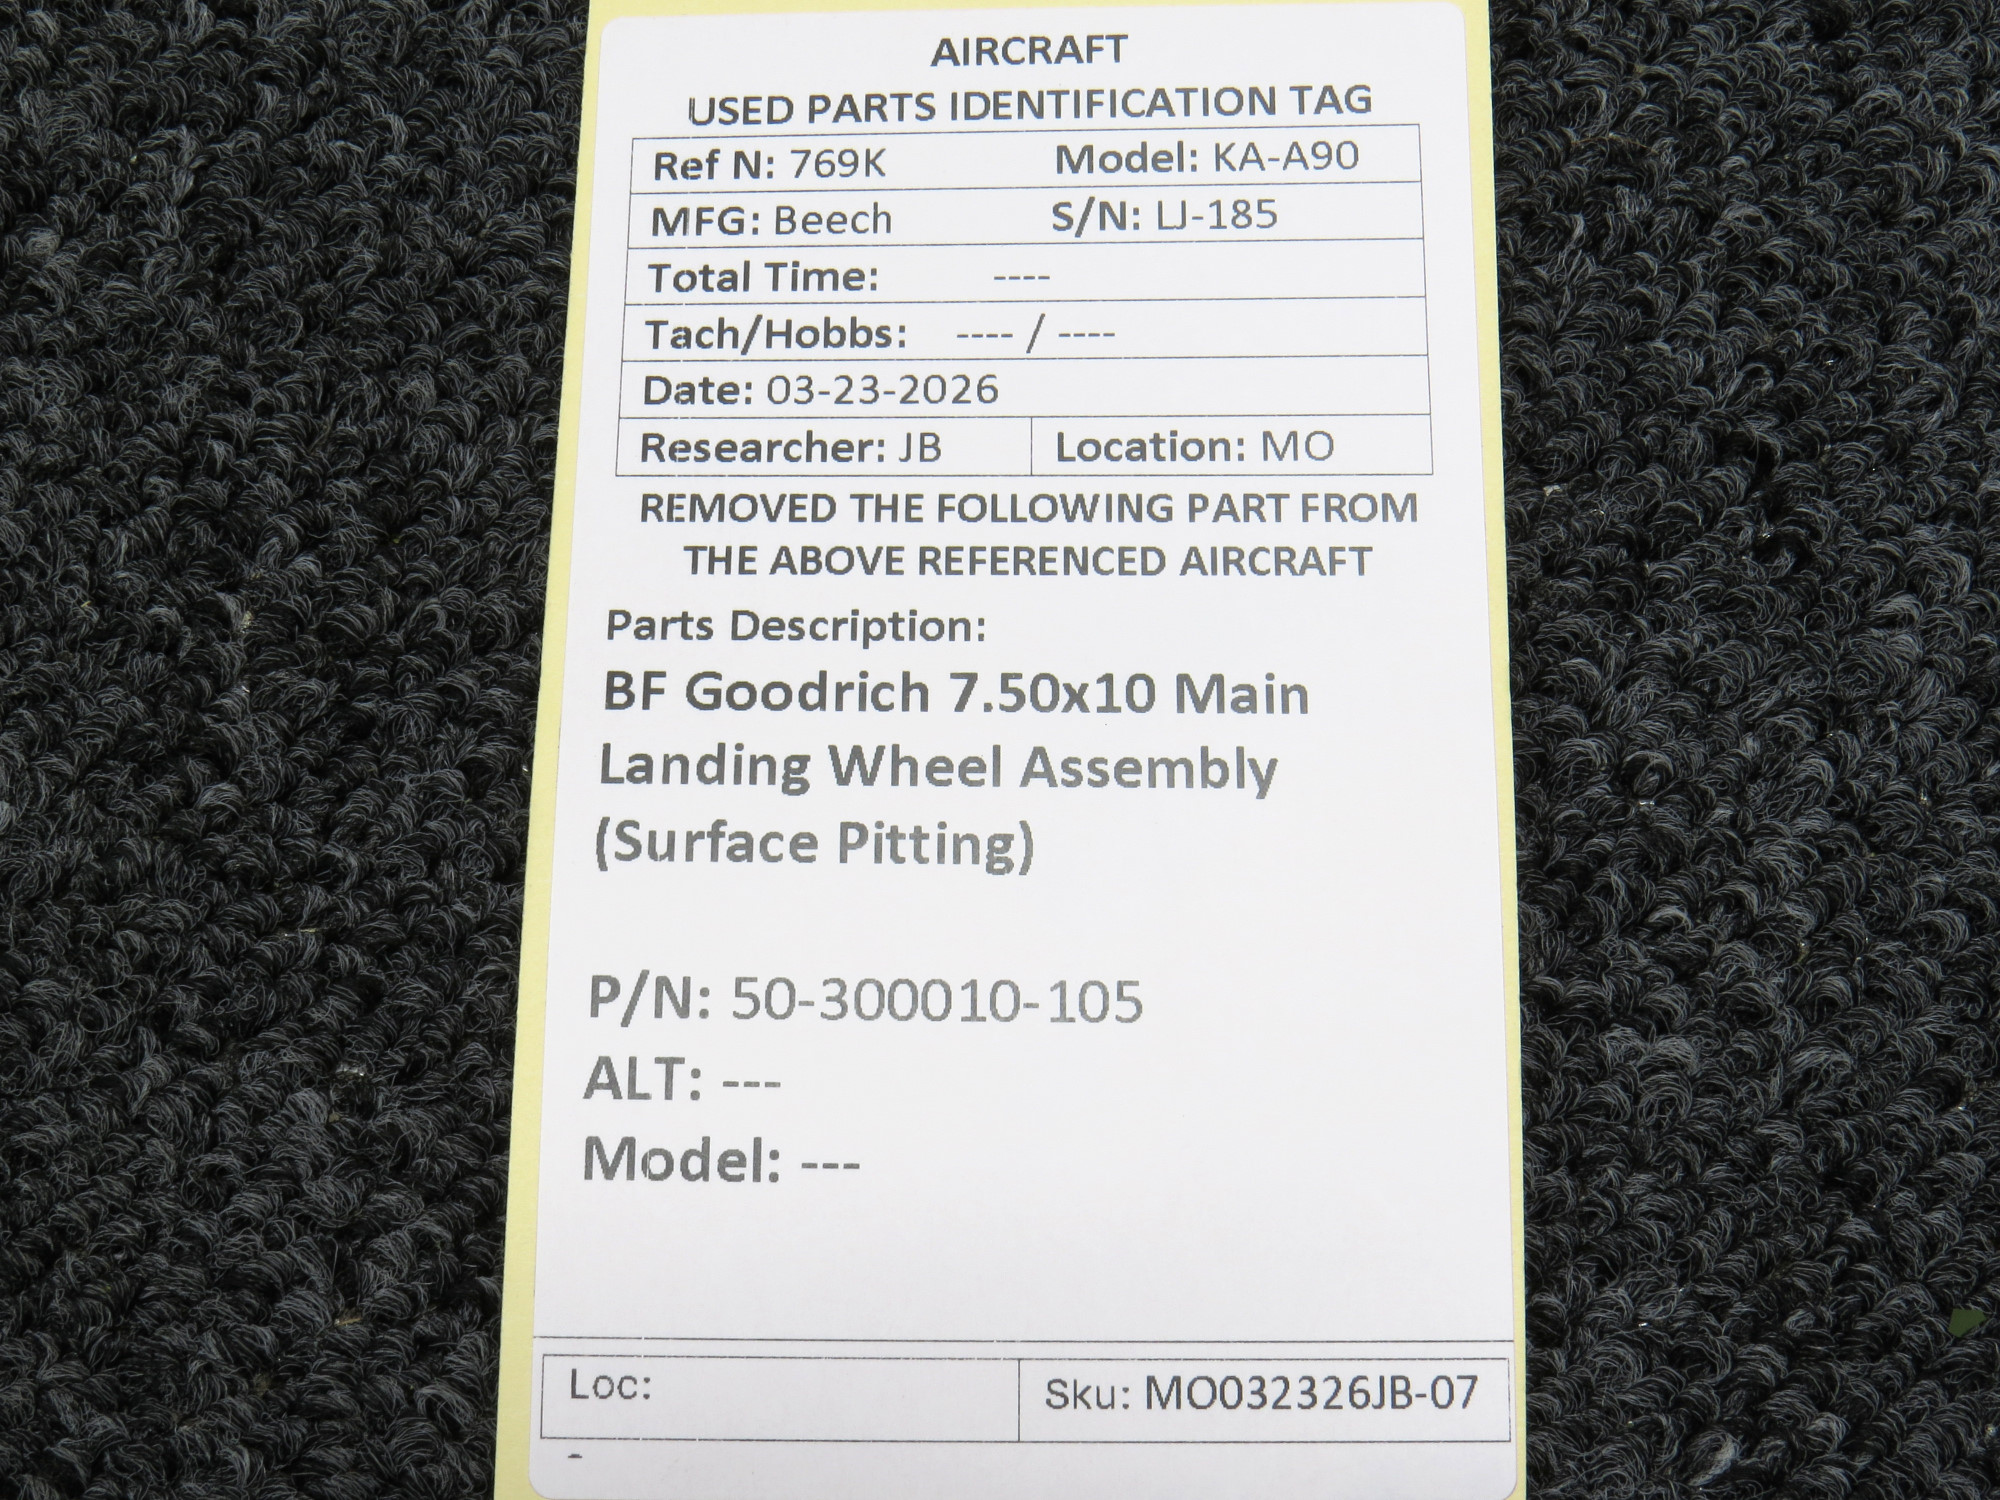 AIRCRAFT
USED PARTS IDENTIFICATION TAG
Ref N: 769K Model: KA-A90
MFG: Beech S/N: LJ-185
Total Time: ----
Tach/Hobbs: ---- / ----
Date: 03-23-2026
Researcher: JB Location: MO
REMOVED THE FOLLOWING PART FROM
THE ABOVE REFERENCED AIRCRAFT
Parts Description:
BF Goodrich 7.50x10 Main
Landing Wheel Assembly
(Surface Pitting)
P/N: 50-300010-105
ALT: ---
Model: ---
Loc: Sku: MO032326JB-07
-